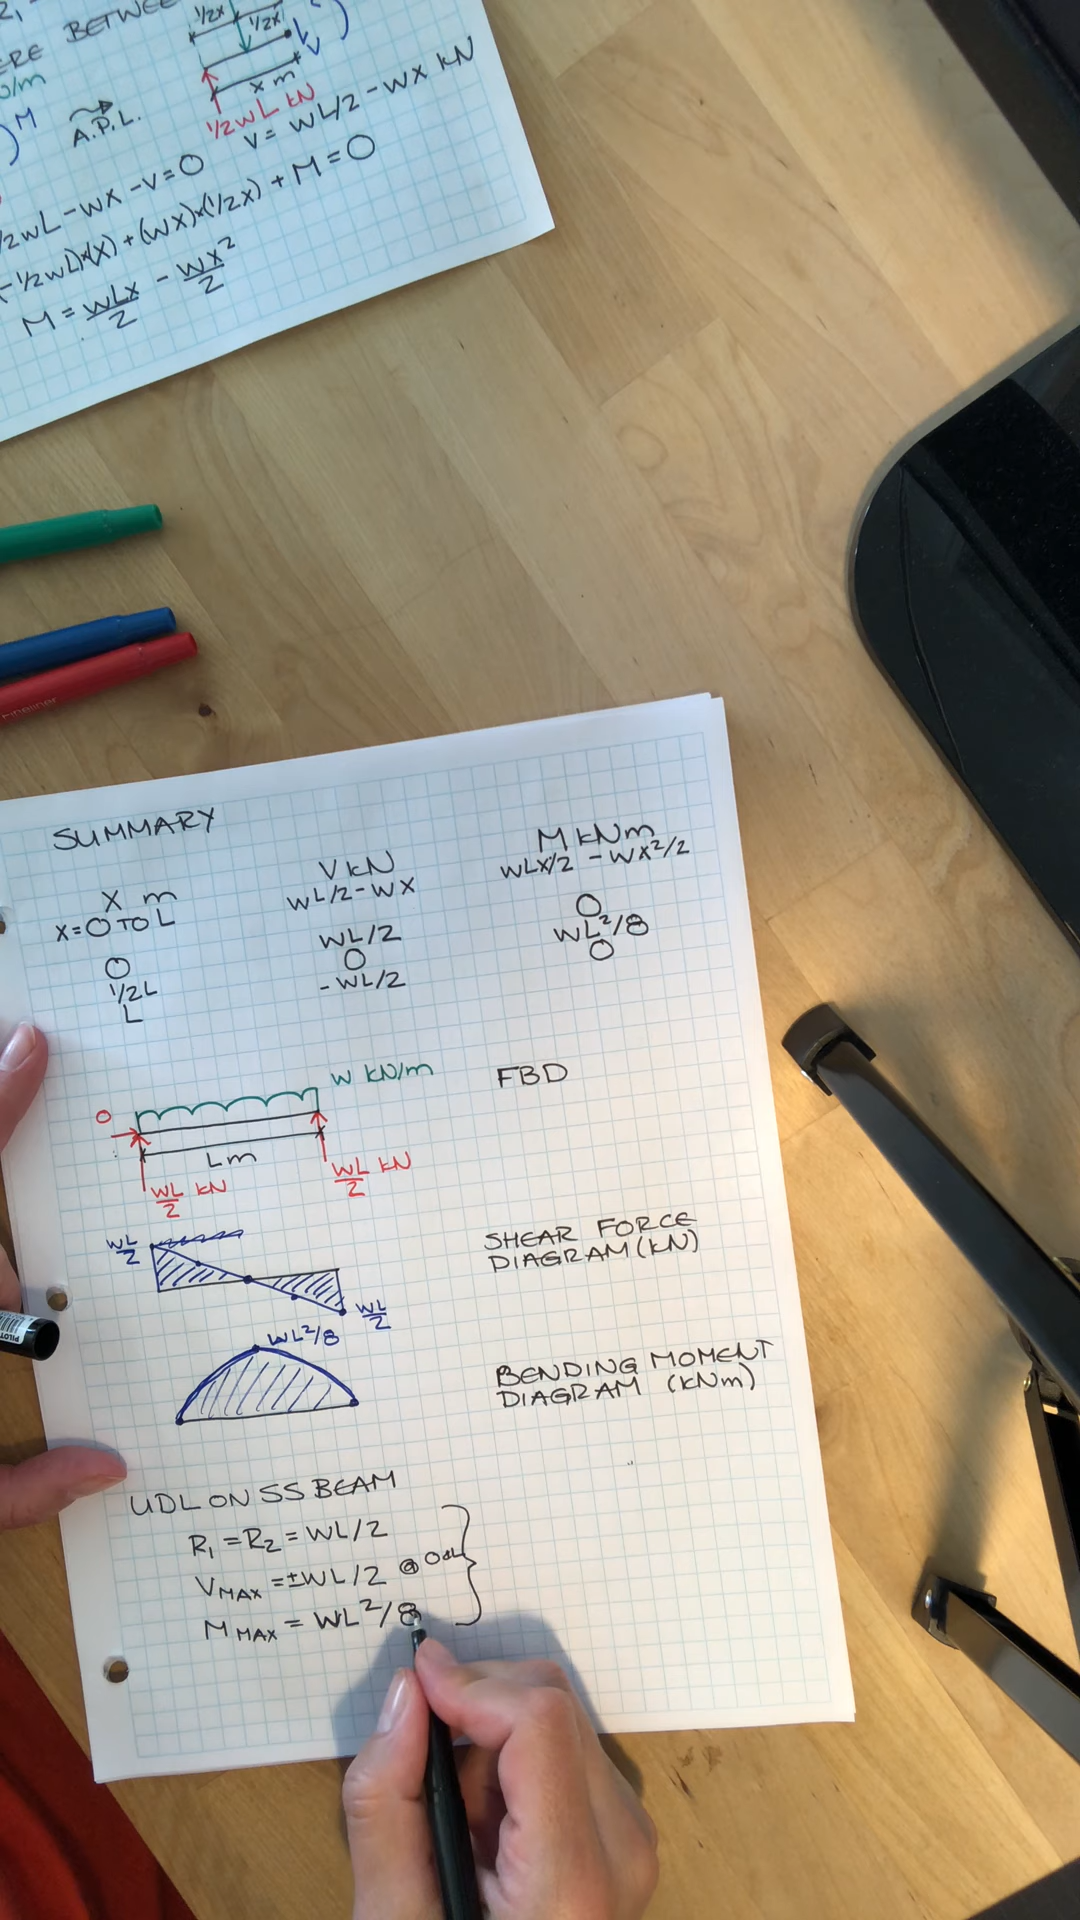 ERE BETWEE
1/2x
1/2x
V
x m
1/2wL kN
M
A.P.L.
V = wL/2 - wx kN
/2wL - wx - V = 0
(-1/2wL)*(x) + (wx)*(1/2x) + M = 0
M = wLx/2 - wx²/2
Fineliner
SUMMARY
x m
V kN
M kNm
x = 0 TO L
wL/2 - wx
wLx/2 - wx²/2
0
wL/2
0
1/2L
0
wL²/8
L
-wL/2
0
w kN/m
FBD
0
L m
wL/2 kN
wL/2 kN
wL/2
SHEAR FORCE
DIAGRAM (kN)
wL/2
wL²/8
BENDING MOMENT
DIAGRAM (kNm)
PILOT
UDL ON SS BEAM
R1 = R2 = wL/2
VMAX = ±wL/2 @ 0&L
MMAX = wL²/8